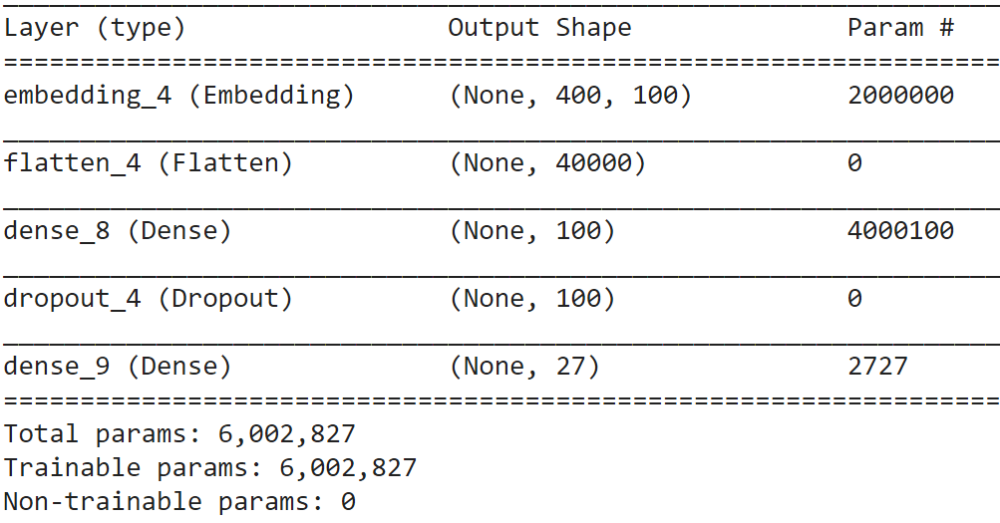 Layer (type) Output Shape Param #
=================================================================
embedding_4 (Embedding) (None, 400, 100) 2000000
_________________________________________________________________
flatten_4 (Flatten) (None, 40000) 0
_________________________________________________________________
dense_8 (Dense) (None, 100) 4000100
_________________________________________________________________
dropout_4 (Dropout) (None, 100) 0
_________________________________________________________________
dense_9 (Dense) (None, 27) 2727
=================================================================
Total params: 6,002,827
Trainable params: 6,002,827
Non-trainable params: 0